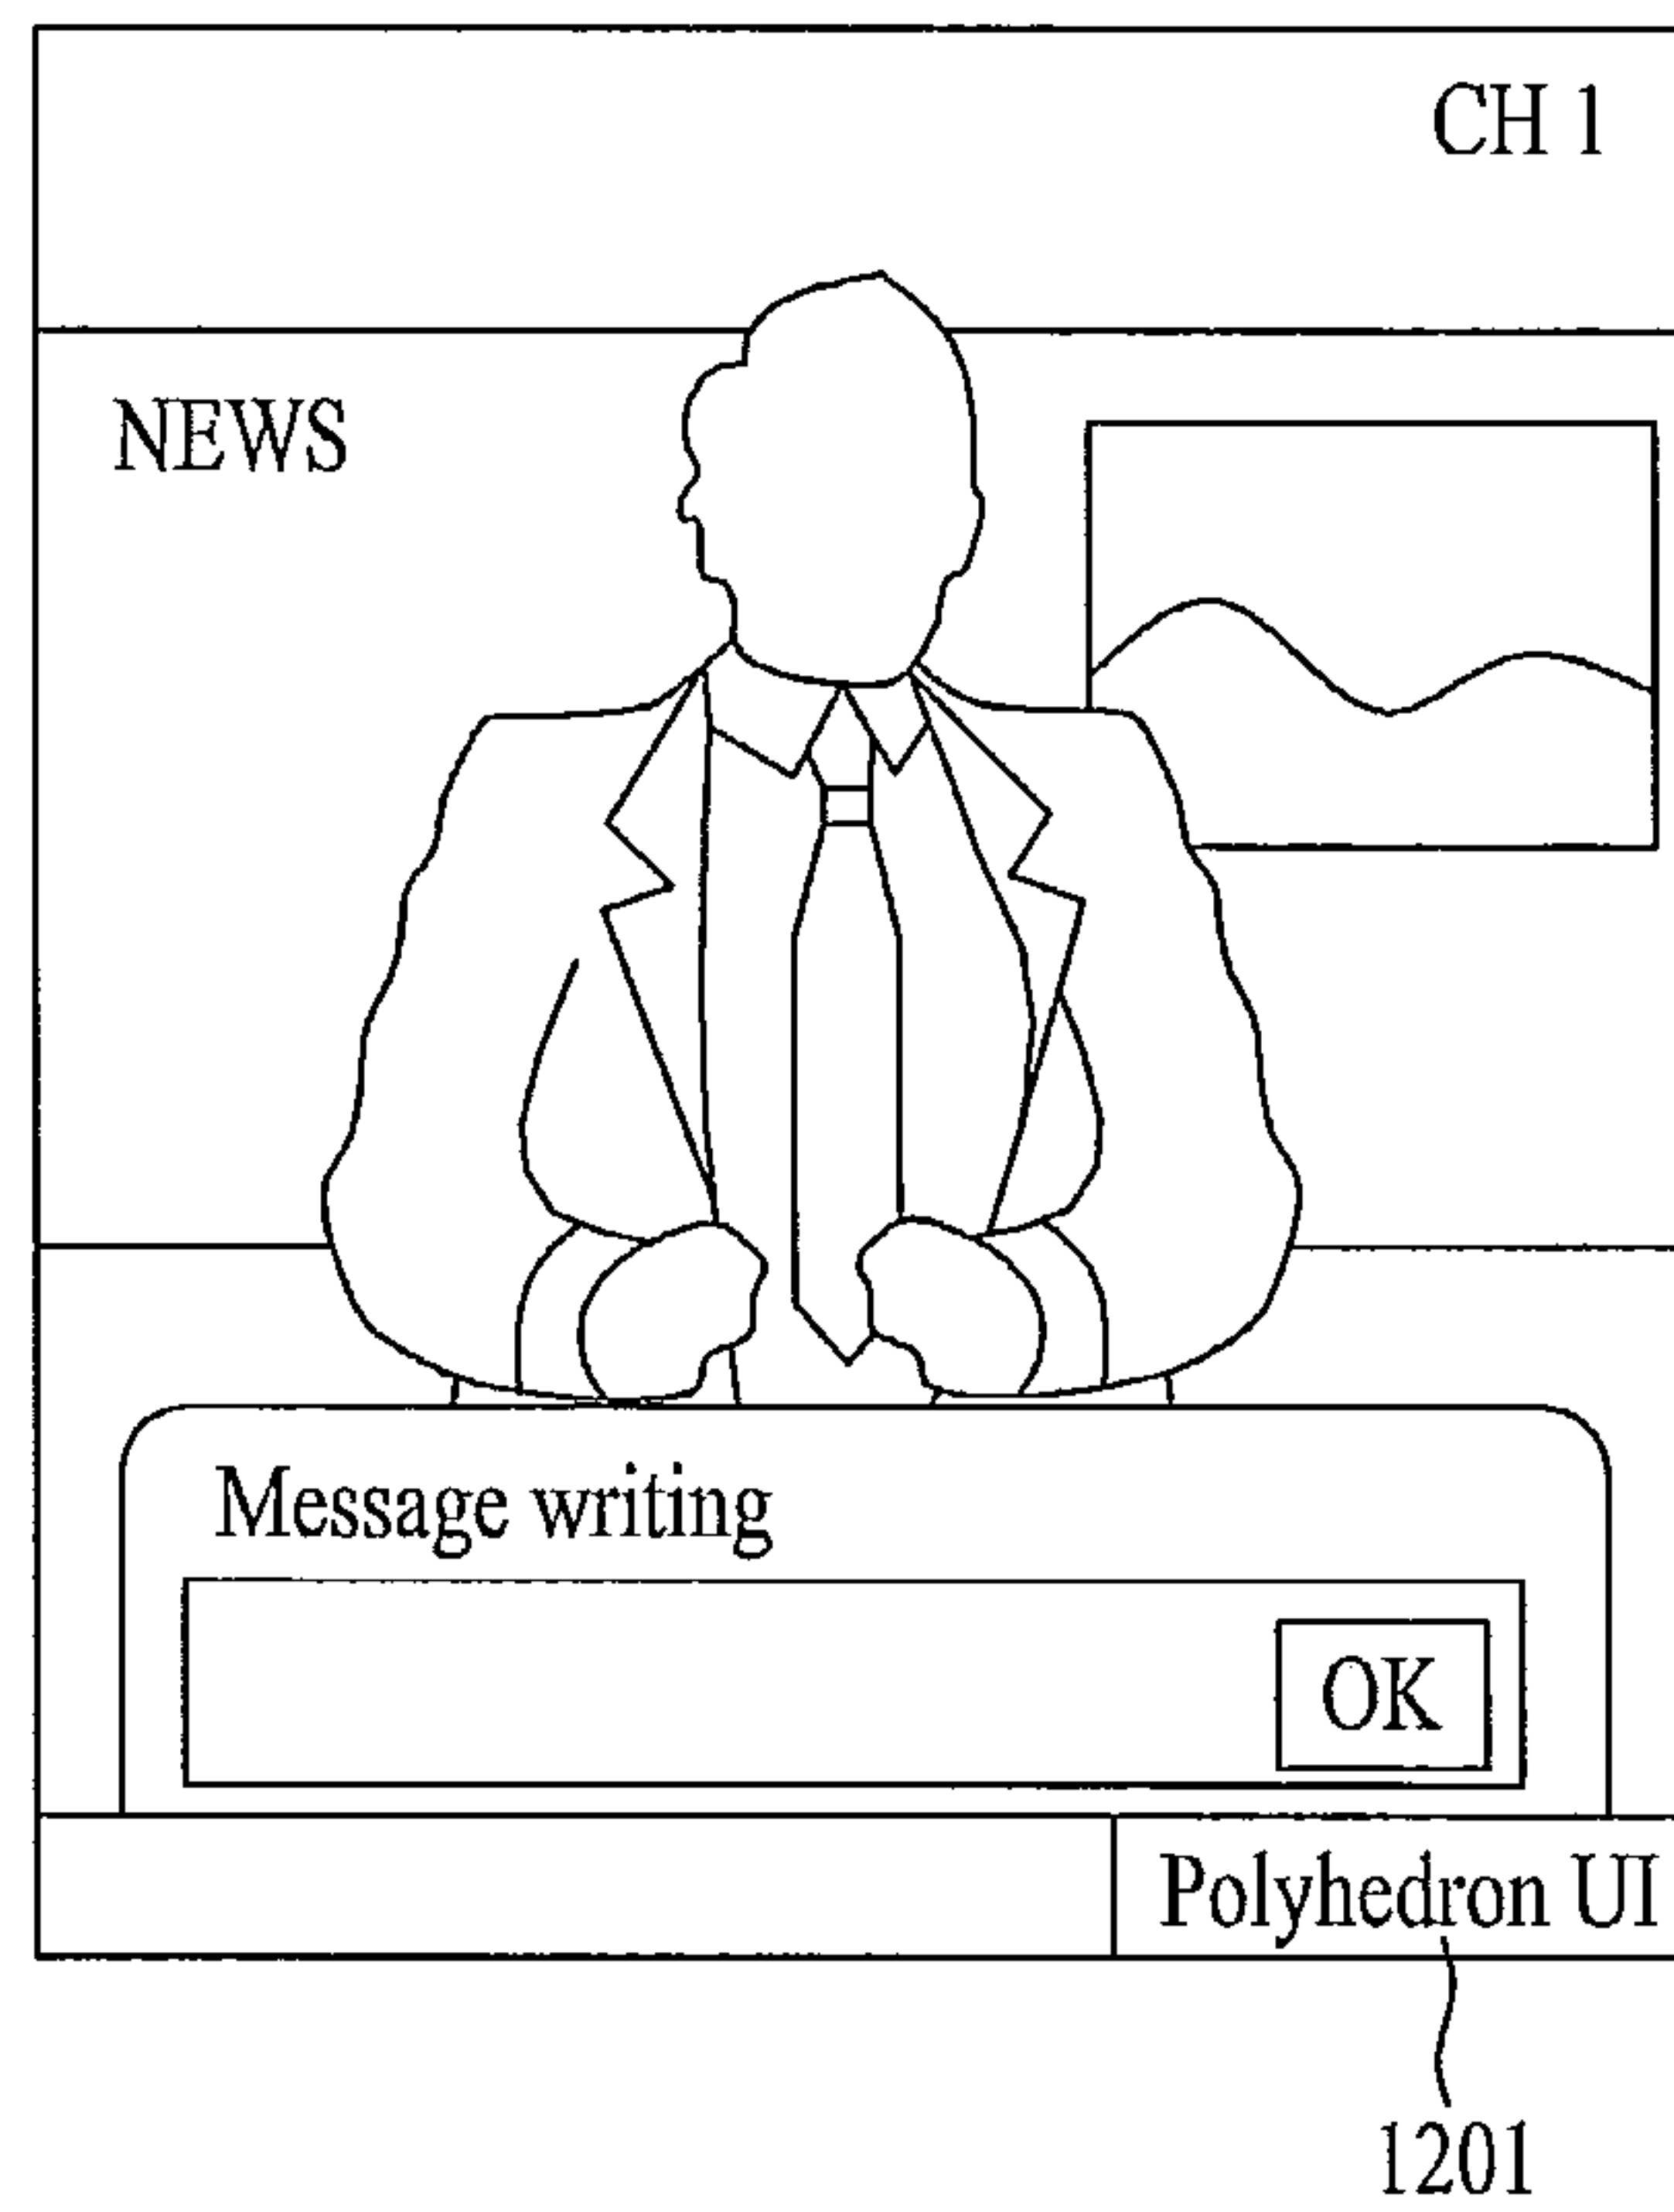 CH 1
NEWS
Message writing
OK
Polyhedron UI
1201